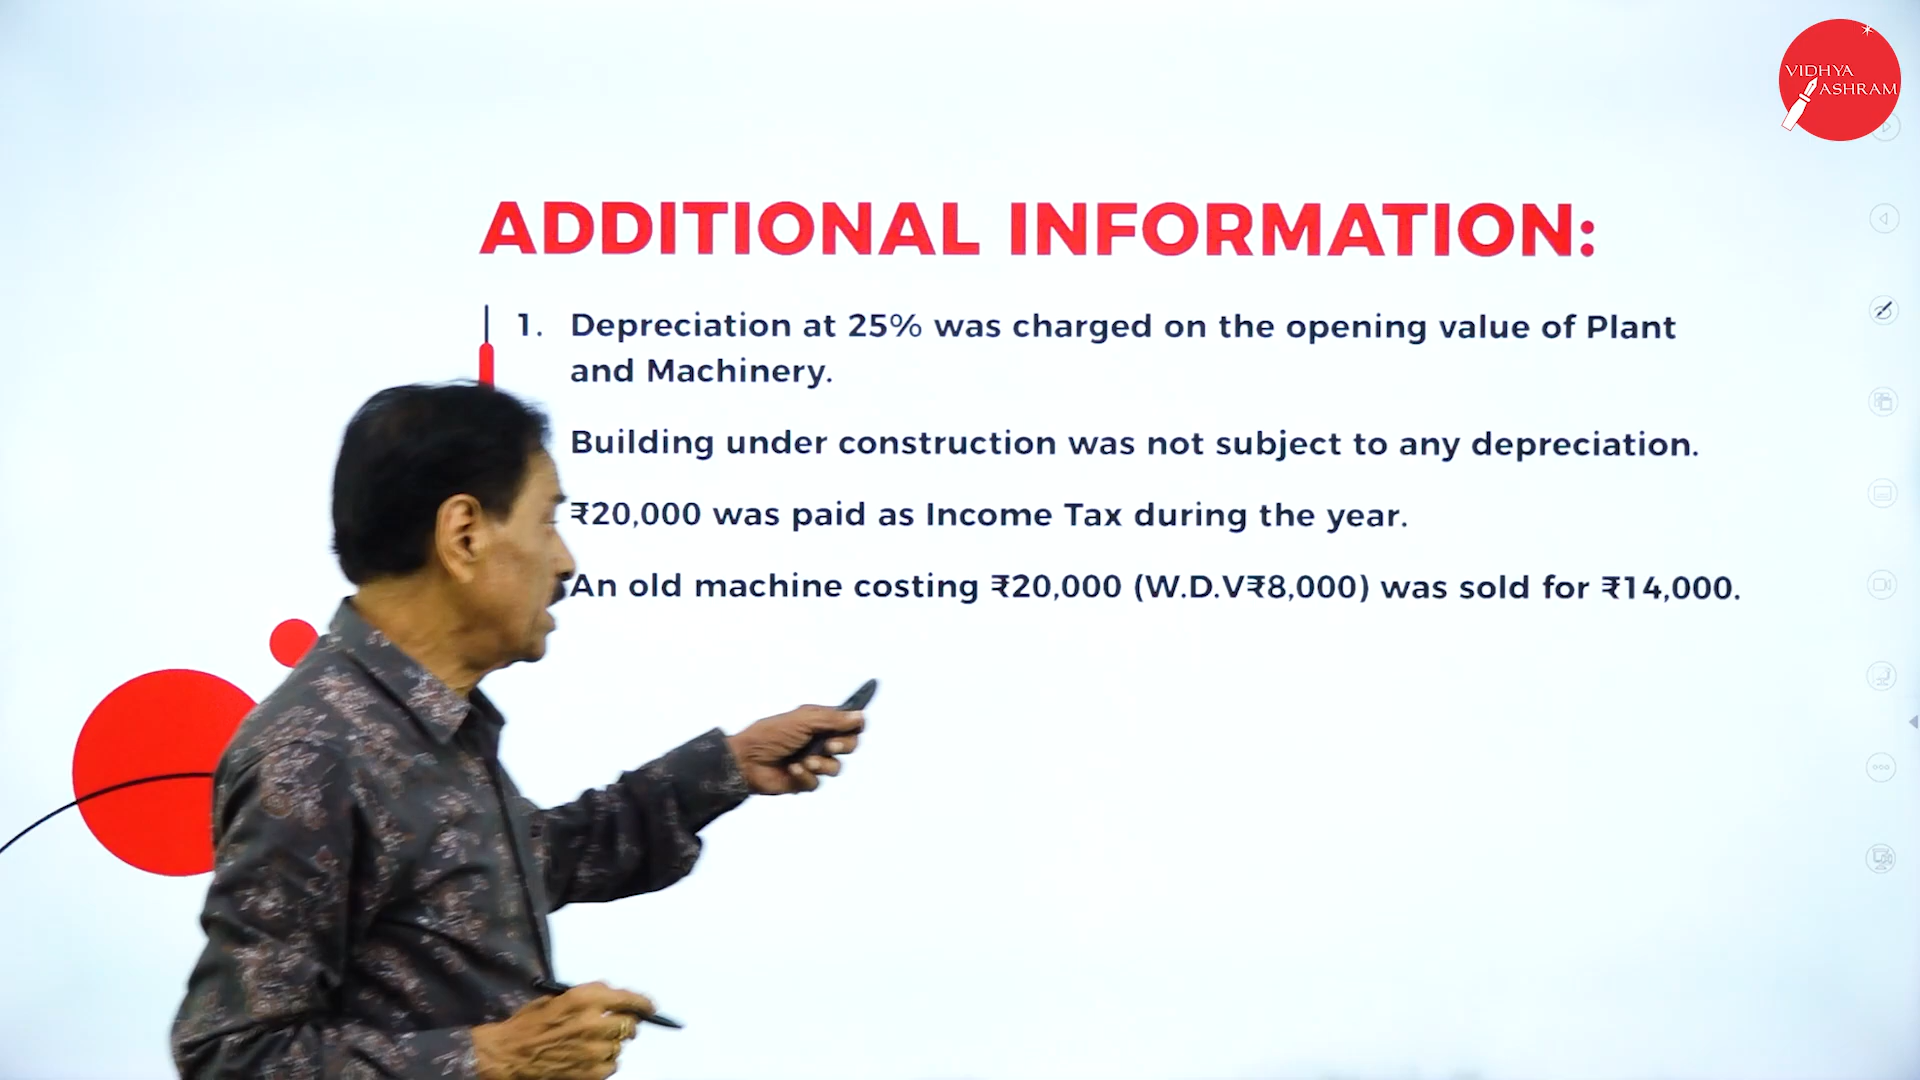 VIDHYA
ASHRAM
ADDITIONAL INFORMATION:
1. Depreciation at 25% was charged on the opening value of Plant
and Machinery.
Building under construction was not subject to any depreciation.
₹20,000 was paid as Income Tax during the year.
An old machine costing ₹20,000 (W.D.V₹8,000) was sold for ₹14,000.